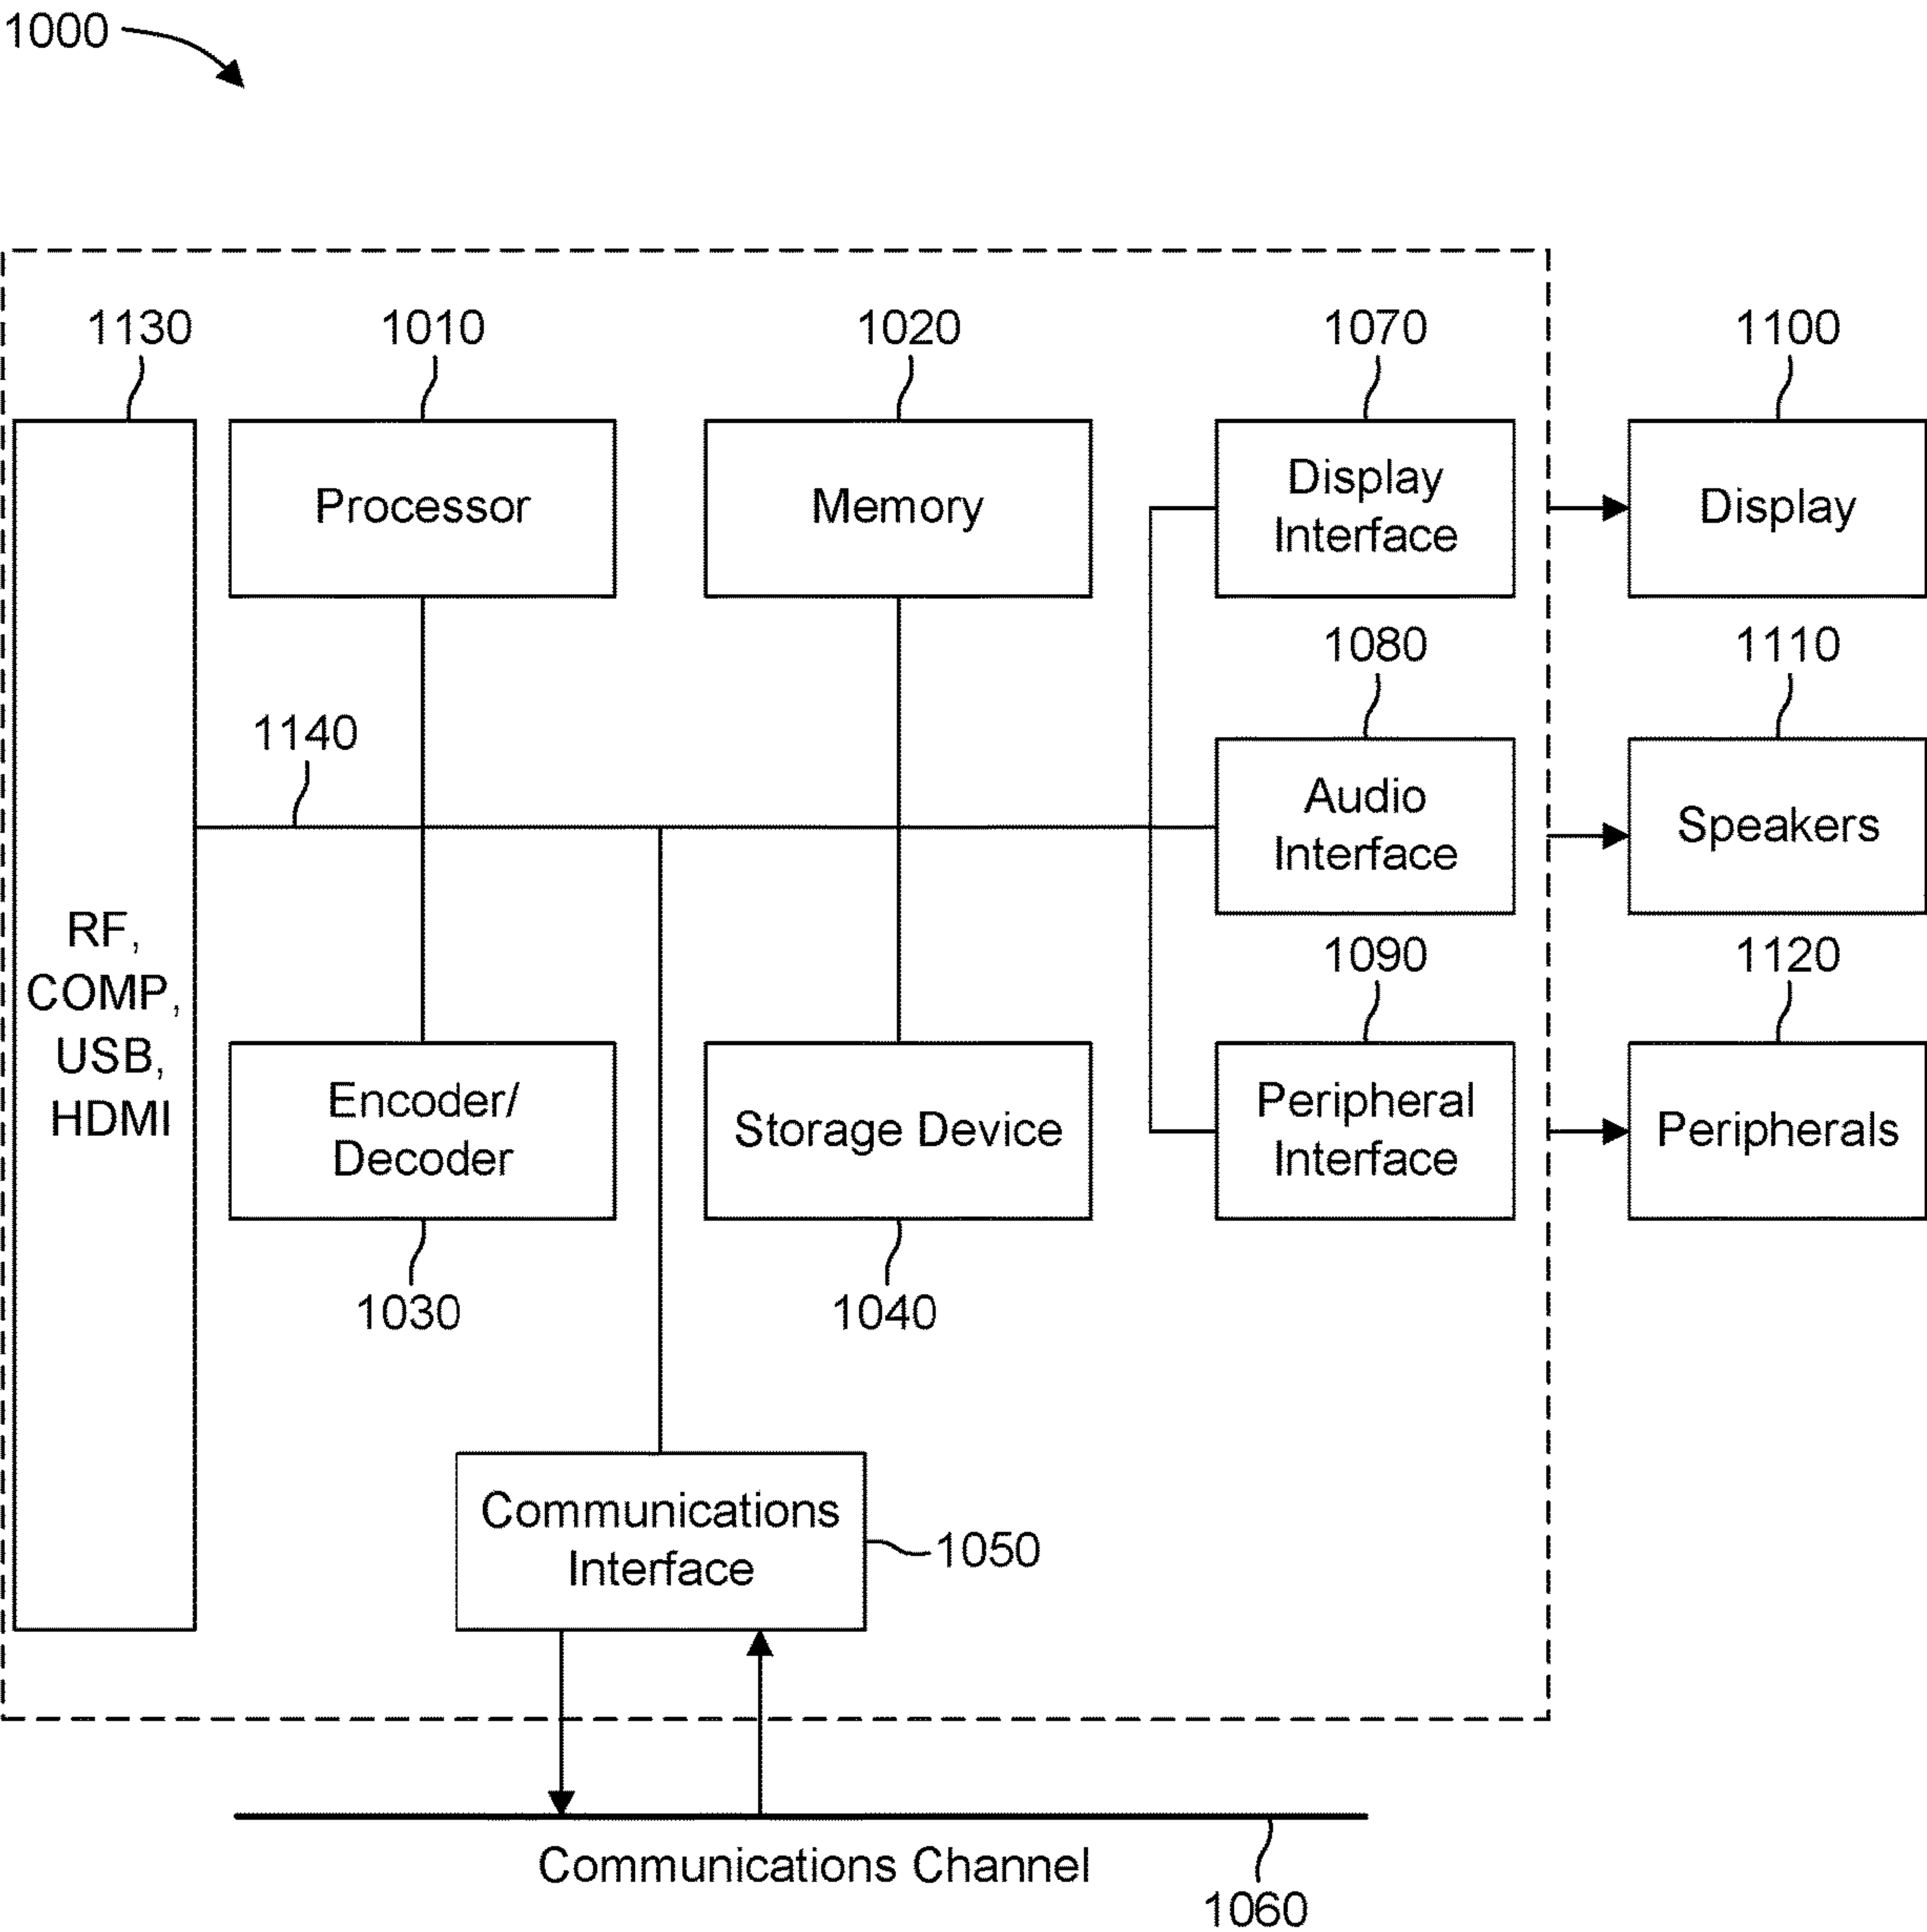 1000
1130
1010
1020
1070
1100
Processor
Memory
Display
Interface
Display
1080
1110
1140
Audio
Interface
Speakers
RF,
COMP,
USB,
HDMI
1090
1120
Encoder/
Decoder
Storage Device
Peripheral
Interface
Peripherals
1030
1040
Communications
Interface
1050
Communications Channel
1060